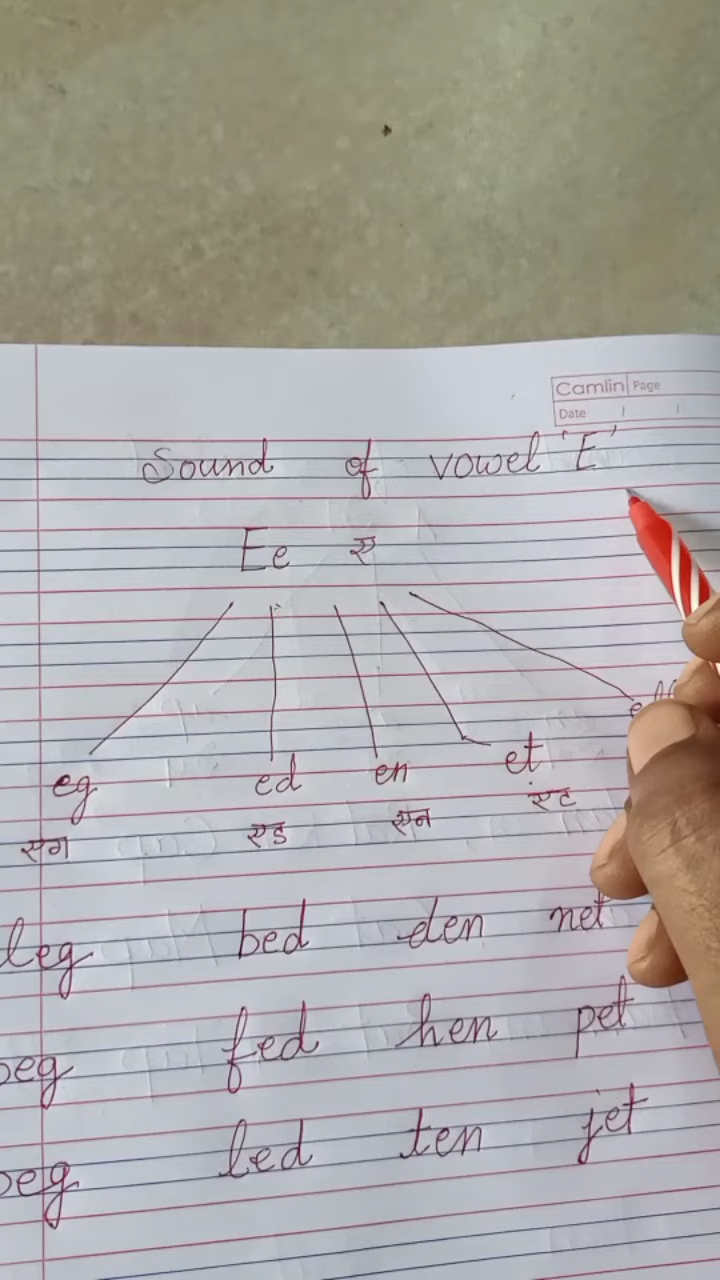 Camlin Page
Date / /
Sound of vowel 'E'
Ee ए
eg ed en et
एग एड एन एट
leg bed den net
fed hen pet
led ten jet